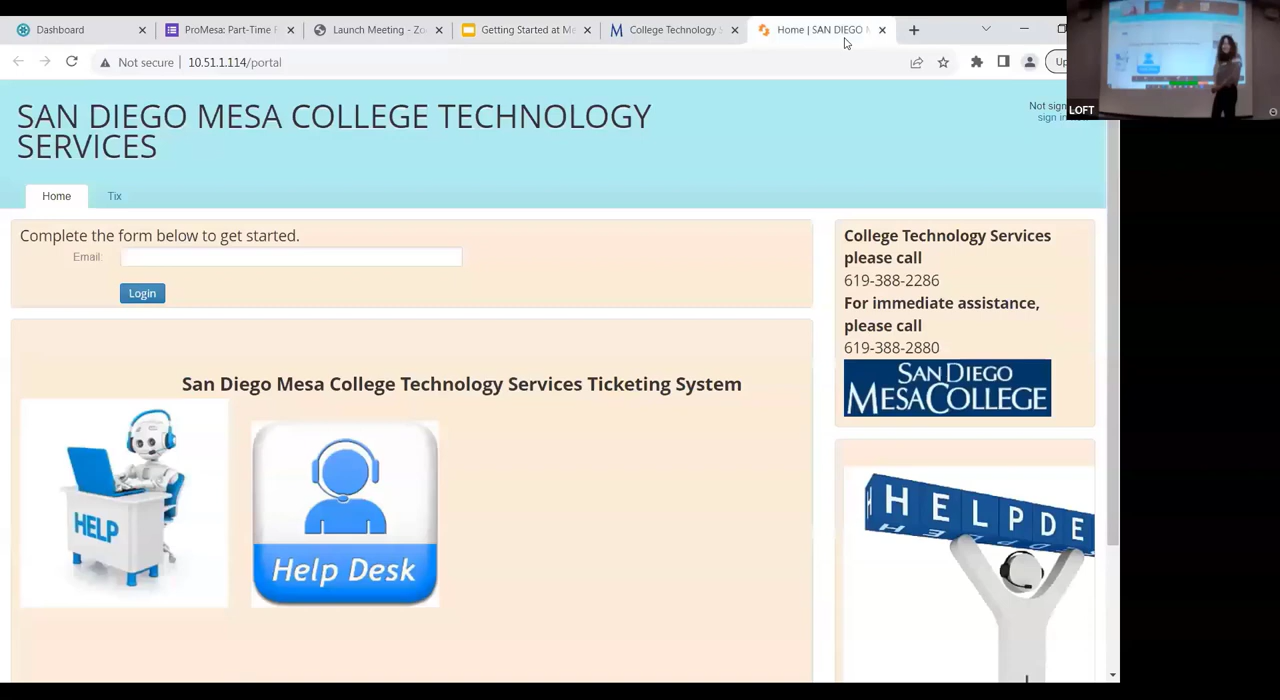 Dashboard
ProMesa: Part-Time F
Launch Meeting - Zo
Getting Started at Me
College Technology S
Home | SAN DIEGO M
Not secure
10.51.1.114/portal
Up
LOFT
SAN DIEGO MESA COLLEGE TECHNOLOGY
SERVICES
Not sign
sign in
Home
Tix
Complete the form below to get started.
Email:
Login
College Technology Services
please call
619-388-2286
For immediate assistance,
please call
619-388-2880
SAN DIEGO
MESA COLLEGE
San Diego Mesa College Technology Services Ticketing System
HELP
Help Desk
HELPDE